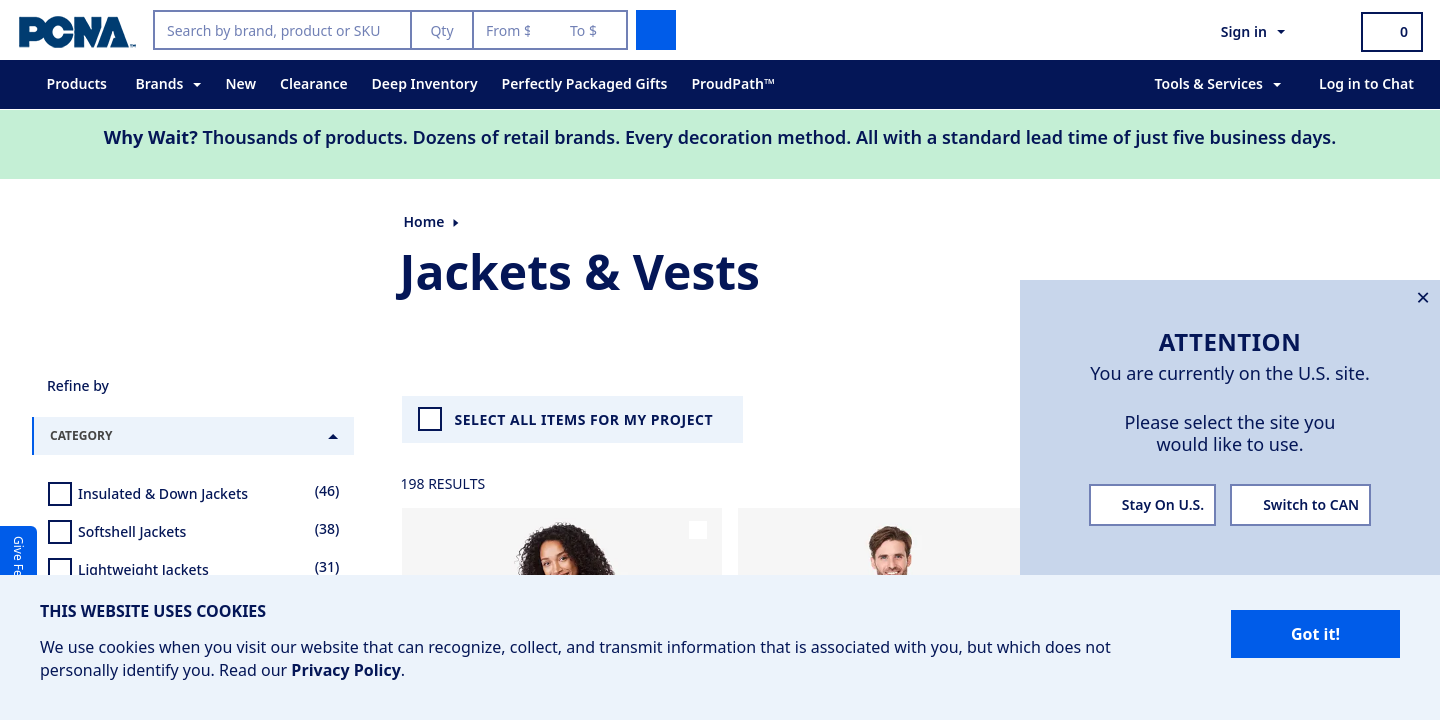 PCNA™
Search by brand, product or SKU
Qty
From $
To $
Sign in
0
Products
Brands
New
Clearance
Deep Inventory
Perfectly Packaged Gifts
ProudPath™
Tools & Services
Log in to Chat
Why Wait? Thousands of products. Dozens of retail brands. Every decoration method. All with a standard lead time of just five business days.
Home
Jackets & Vests
ATTENTION
You are currently on the U.S. site.
Please select the site you
would like to use.
Stay On U.S.
Switch to CAN
Refine by
CATEGORY
Insulated & Down Jackets (46)
Softshell Jackets (38)
Lightweight Jackets (31)
SELECT ALL ITEMS FOR MY PROJECT
198 RESULTS
Give Fe
THIS WEBSITE USES COOKIES
We use cookies when you visit our website that can recognize, collect, and transmit information that is associated with you, but which does not
personally identify you. Read our Privacy Policy.
Got it!